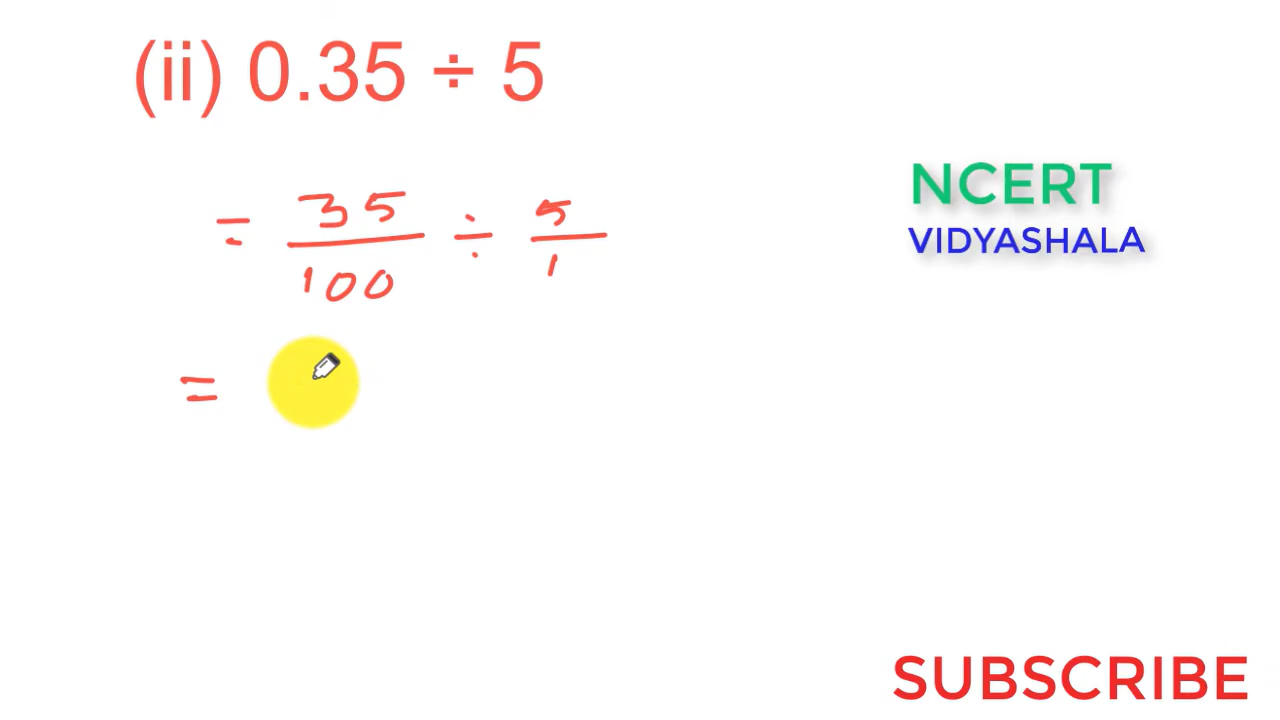 (ii) 0.35 ÷ 5
= 35/100 ÷ 5/1
=
NCERT
VIDYASHALA
SUBSCRIBE